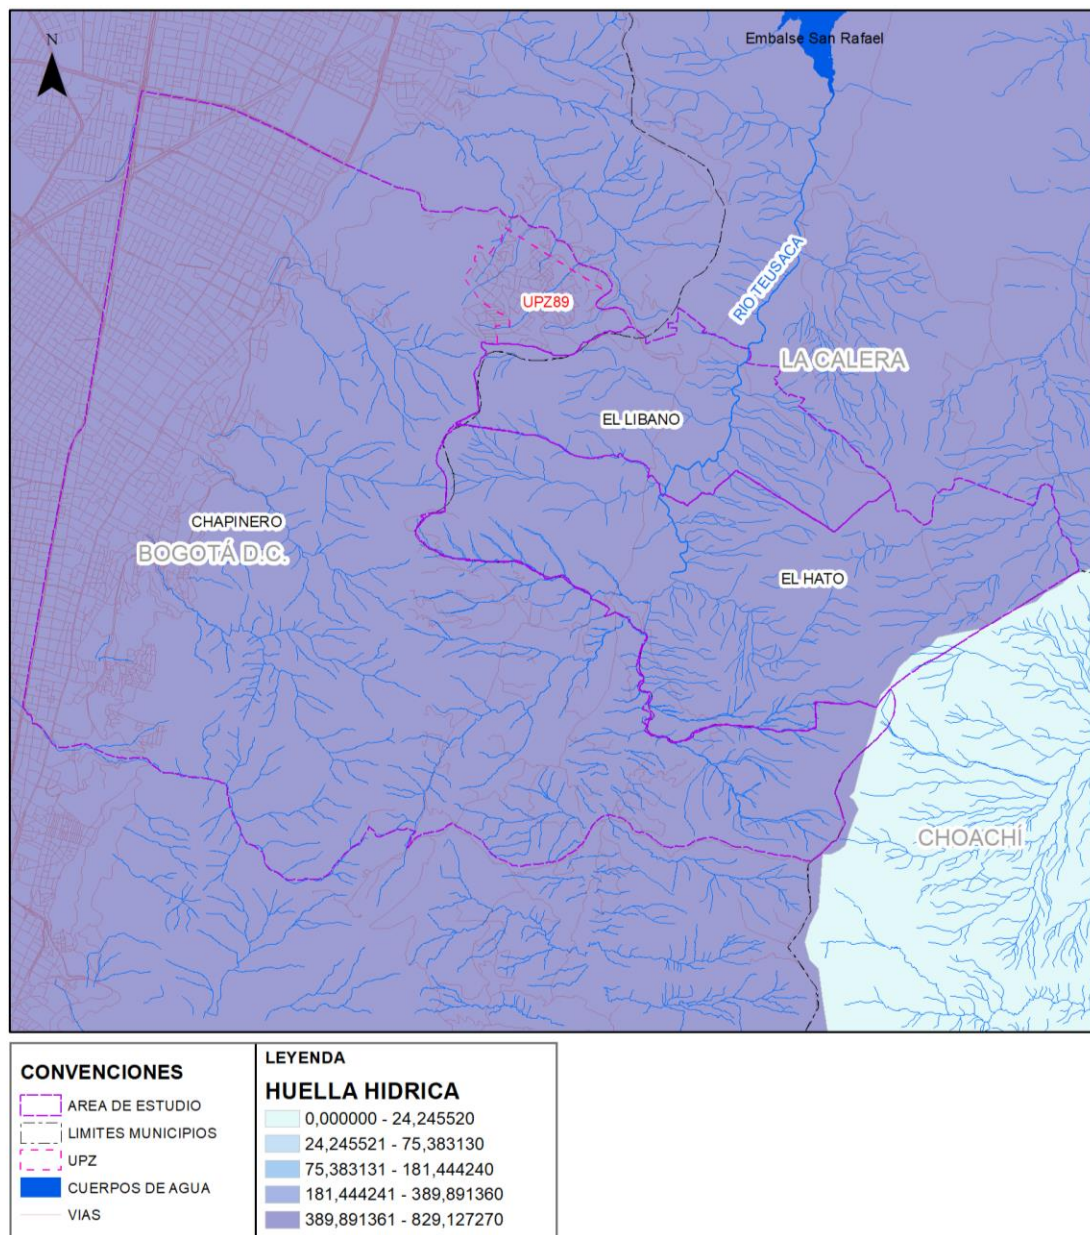 N
Embalse San Rafael
RÍO TEUSACA
UPZ89
LA CALERA
EL LIBANO
CHAPINERO
BOGOTÁ D.C.
EL HATO
CHOACHÍ
CONVENCIONES
AREA DE ESTUDIO
LIMITES MUNICIPIOS
UPZ
CUERPOS DE AGUA
VIAS
LEYENDA
HUELLA HIDRICA
0,000000 - 24,245520
24,245521 - 75,383130
75,383131 - 181,444240
181,444241 - 389,891360
389,891361 - 829,127270